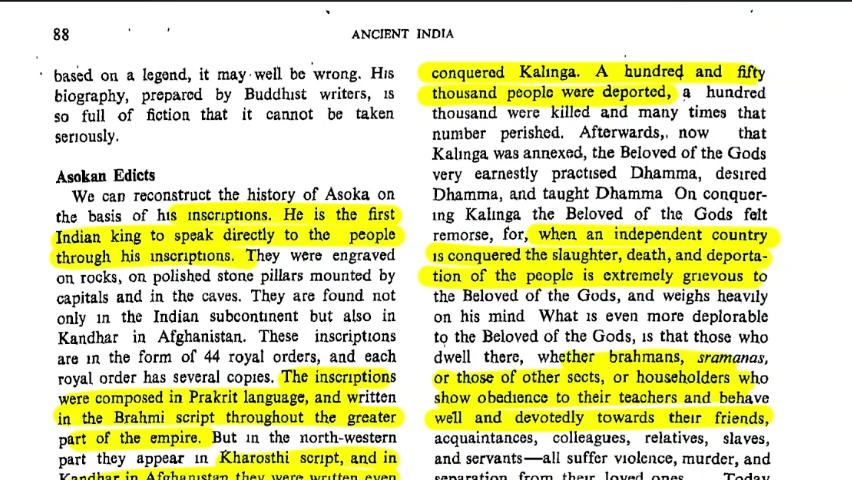 88
ANCIENT INDIA
based on a legend, it may well be wrong. His
biography, prepared by Buddhist writers, is
so full of fiction that it cannot be taken
seriously.
Asokan Edicts
We can reconstruct the history of Asoka on
the basis of his inscriptions. He is the first
Indian king to speak directly to the people
through his inscriptions. They were engraved
on rocks, on polished stone pillars mounted by
capitals and in the caves. They are found not
only in the Indian subcontinent but also in
Kandhar in Afghanistan. These inscriptions
are in the form of 44 royal orders, and each
royal order has several copies. The inscriptions
were composed in Prakrit language, and written
in the Brahmi script throughout the greater
part of the empire. But in the north-western
part they appear in Kharosthi script, and in
Kandhar in Afghanistan they were written even
conquered Kalinga. A hundred and fifty
thousand people were deported, a hundred
thousand were killed and many times that
number perished. Afterwards, now that
Kalinga was annexed, the Beloved of the Gods
very earnestly practised Dhamma, desired
Dhamma, and taught Dhamma On conquer-
ing Kalinga the Beloved of the Gods felt
remorse, for, when an independent country
is conquered the slaughter, death, and deporta-
tion of the people is extremely grievous to
the Beloved of the Gods, and weighs heavily
on his mind What is even more deplorable
to the Beloved of the Gods, is that those who
dwell there, whether brahmans, sramanas,
or those of other sects, or householders who
show obedience to their teachers and behave
well and devotedly towards their friends,
acquaintances, colleagues, relatives, slaves,
and servants—all suffer violence, murder, and
separation from their loved ones.... Today